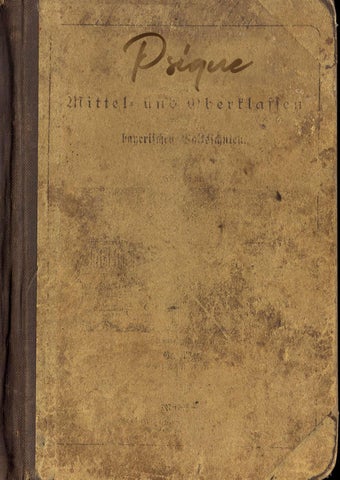 Psique
Mittel- und Oberklassen
bayerischen Volksschulen.